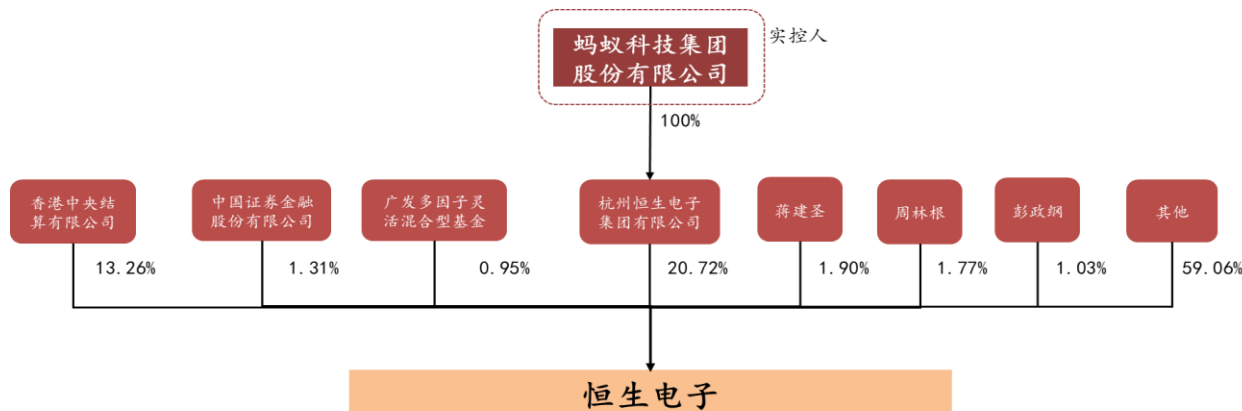 蚂蚁科技集团
股份有限公司
实控人
100%
香港中央结
算有限公司
中国证券金融
股份有限公司
广发多因子灵
活混合型基金
杭州恒生电子
集团有限公司
蒋建圣
周林根
彭政纲
其他
13.26%
1.31%
0.95%
20.72%
1.90%
1.77%
1.03%
59.06%
恒生电子